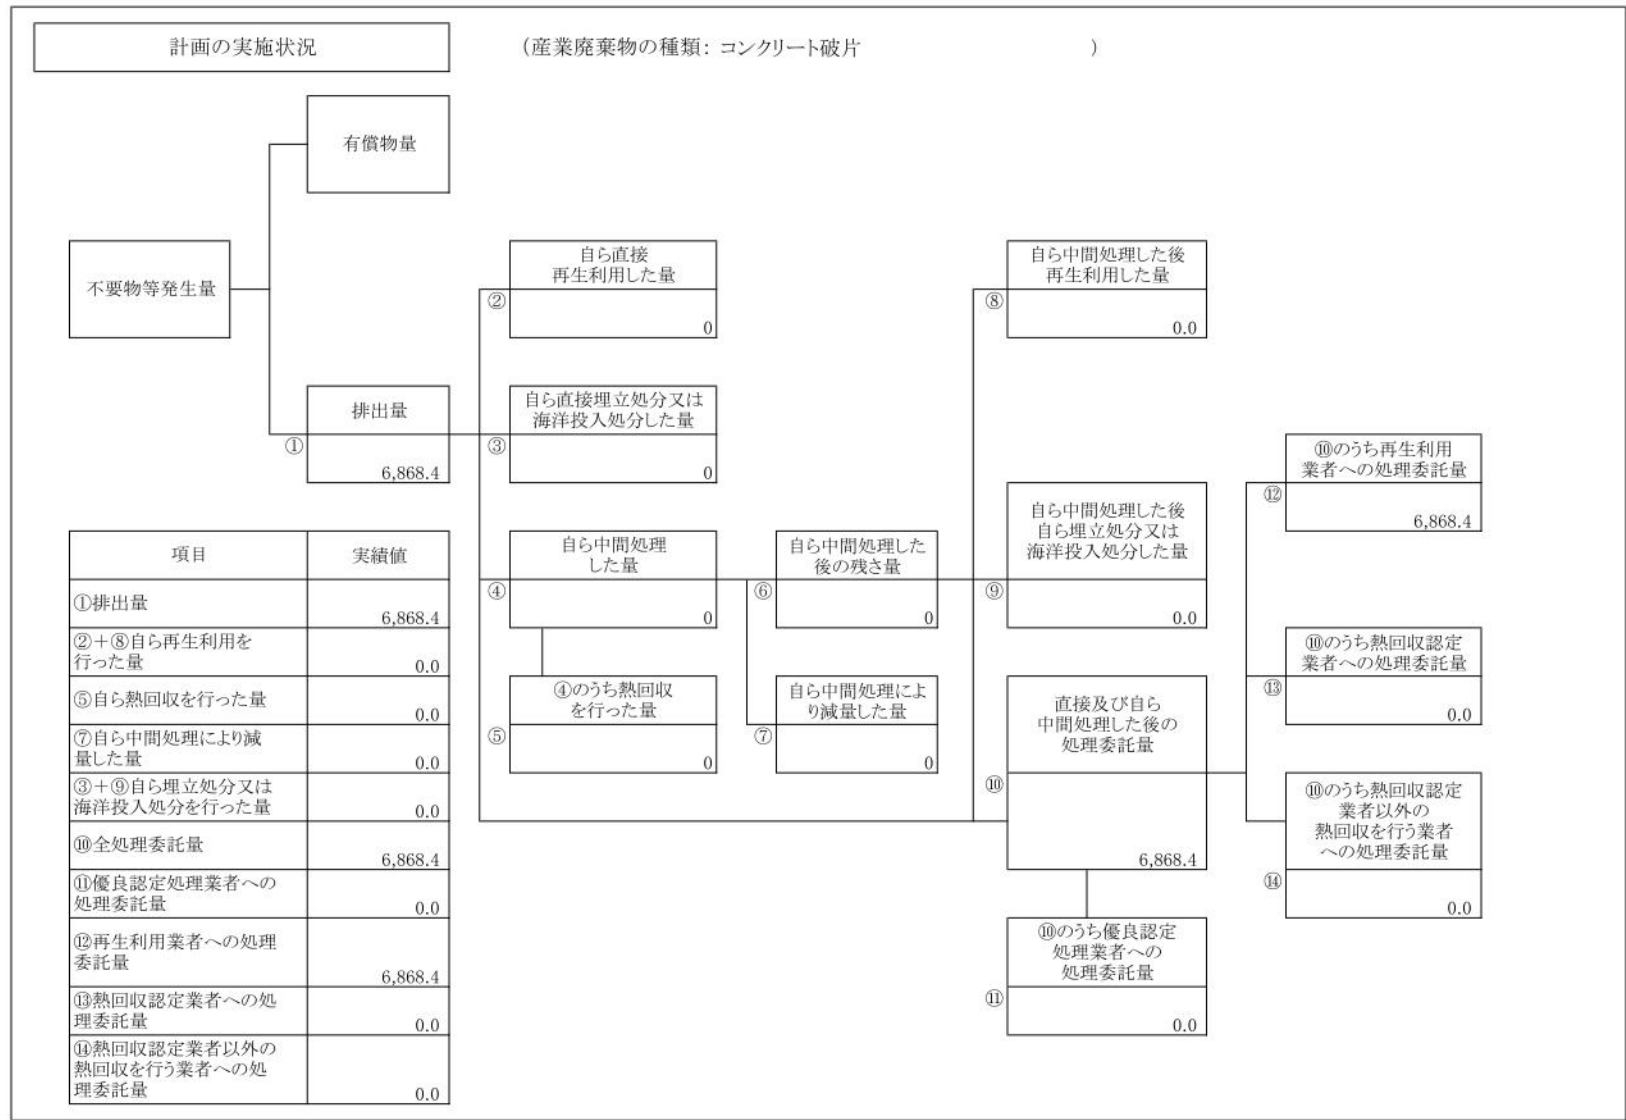 計画の実施状況
（産業廃棄物の種類：コンクリート破片　　　　　　　　　　　　）
有償物量
不要物等発生量
排出量
①
6,868.4
自ら直接
再生利用した量
②
0
自ら直接埋立処分又は
海洋投入処分した量
③
0
自ら中間処理
した量
④
0
④のうち熱回収
を行った量
⑤
0
自ら中間処理した
後の残さ量
⑥
0
自ら中間処理によ
り減量した量
⑦
0
自ら中間処理した後
再生利用した量
⑧
0.0
自ら中間処理した後
自ら埋立処分又は
海洋投入処分した量
⑨
0.0
直接及び自ら
中間処理した後の
処理委託量
⑩
6,868.4
⑩のうち優良認定
処理業者への
処理委託量
⑪
0.0
⑩のうち再生利用
業者への処理委託量
⑫
6,868.4
⑩のうち熱回収認定
業者への処理委託量
⑬
0.0
⑩のうち熱回収認定
業者以外の
熱回収を行う業者
への処理委託量
⑭
0.0
項目 実績値
①排出量
6,868.4
②＋⑧自ら再生利用を
行った量
0.0
⑤自ら熱回収を行った量
0.0
⑦自ら中間処理により減
量した量
0.0
③＋⑨自ら埋立処分又は
海洋投入処分を行った量
0.0
⑩全処理委託量
6,868.4
⑪優良認定処理業者への
処理委託量
0.0
⑫再生利用業者への処理
委託量
6,868.4
⑬熱回収認定業者への処
理委託量
0.0
⑭熱回収認定業者以外の
熱回収を行う業者への処
理委託量
0.0